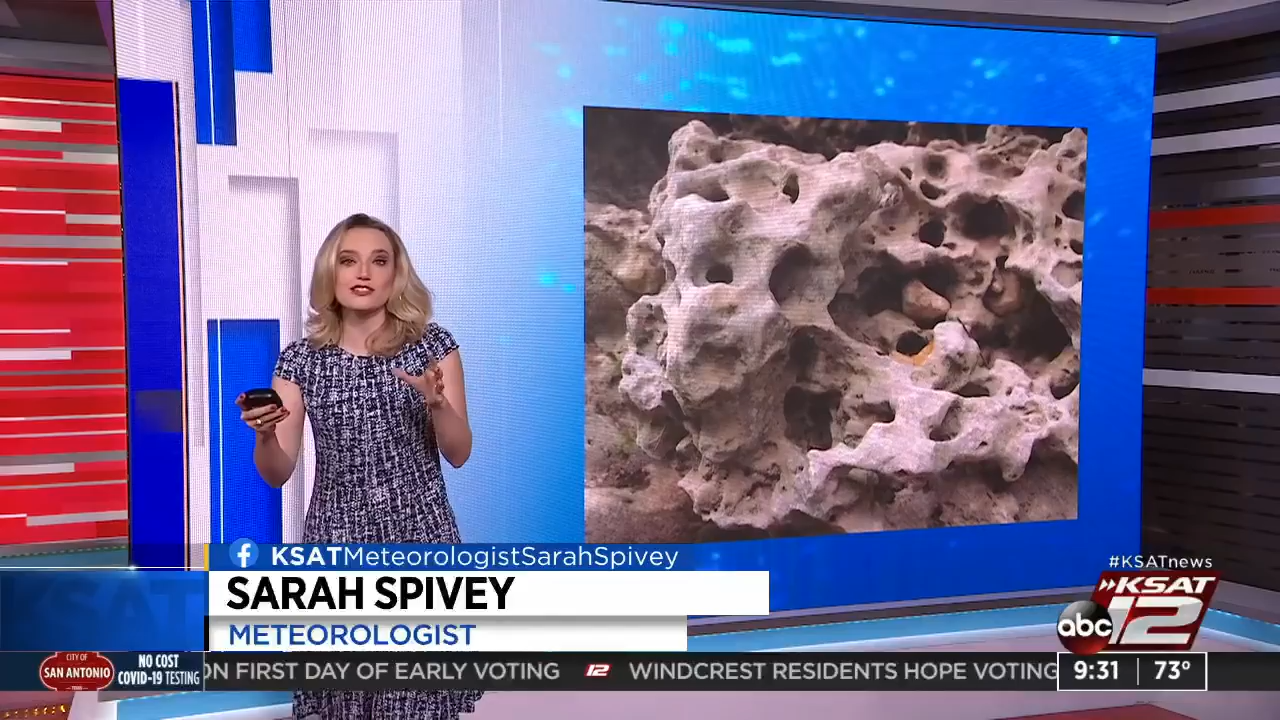 KSATMeteorologistSarahSpivey
SARAH SPIVEY
METEOROLOGIST
#KSATnews
KSAT
abc 12
CITY OF
SAN ANTONIO
NO COST
COVID-19 TESTING
ON FIRST DAY OF EARLY VOTING 12 WINDCREST RESIDENTS HOPE VOTING
9:31 73°